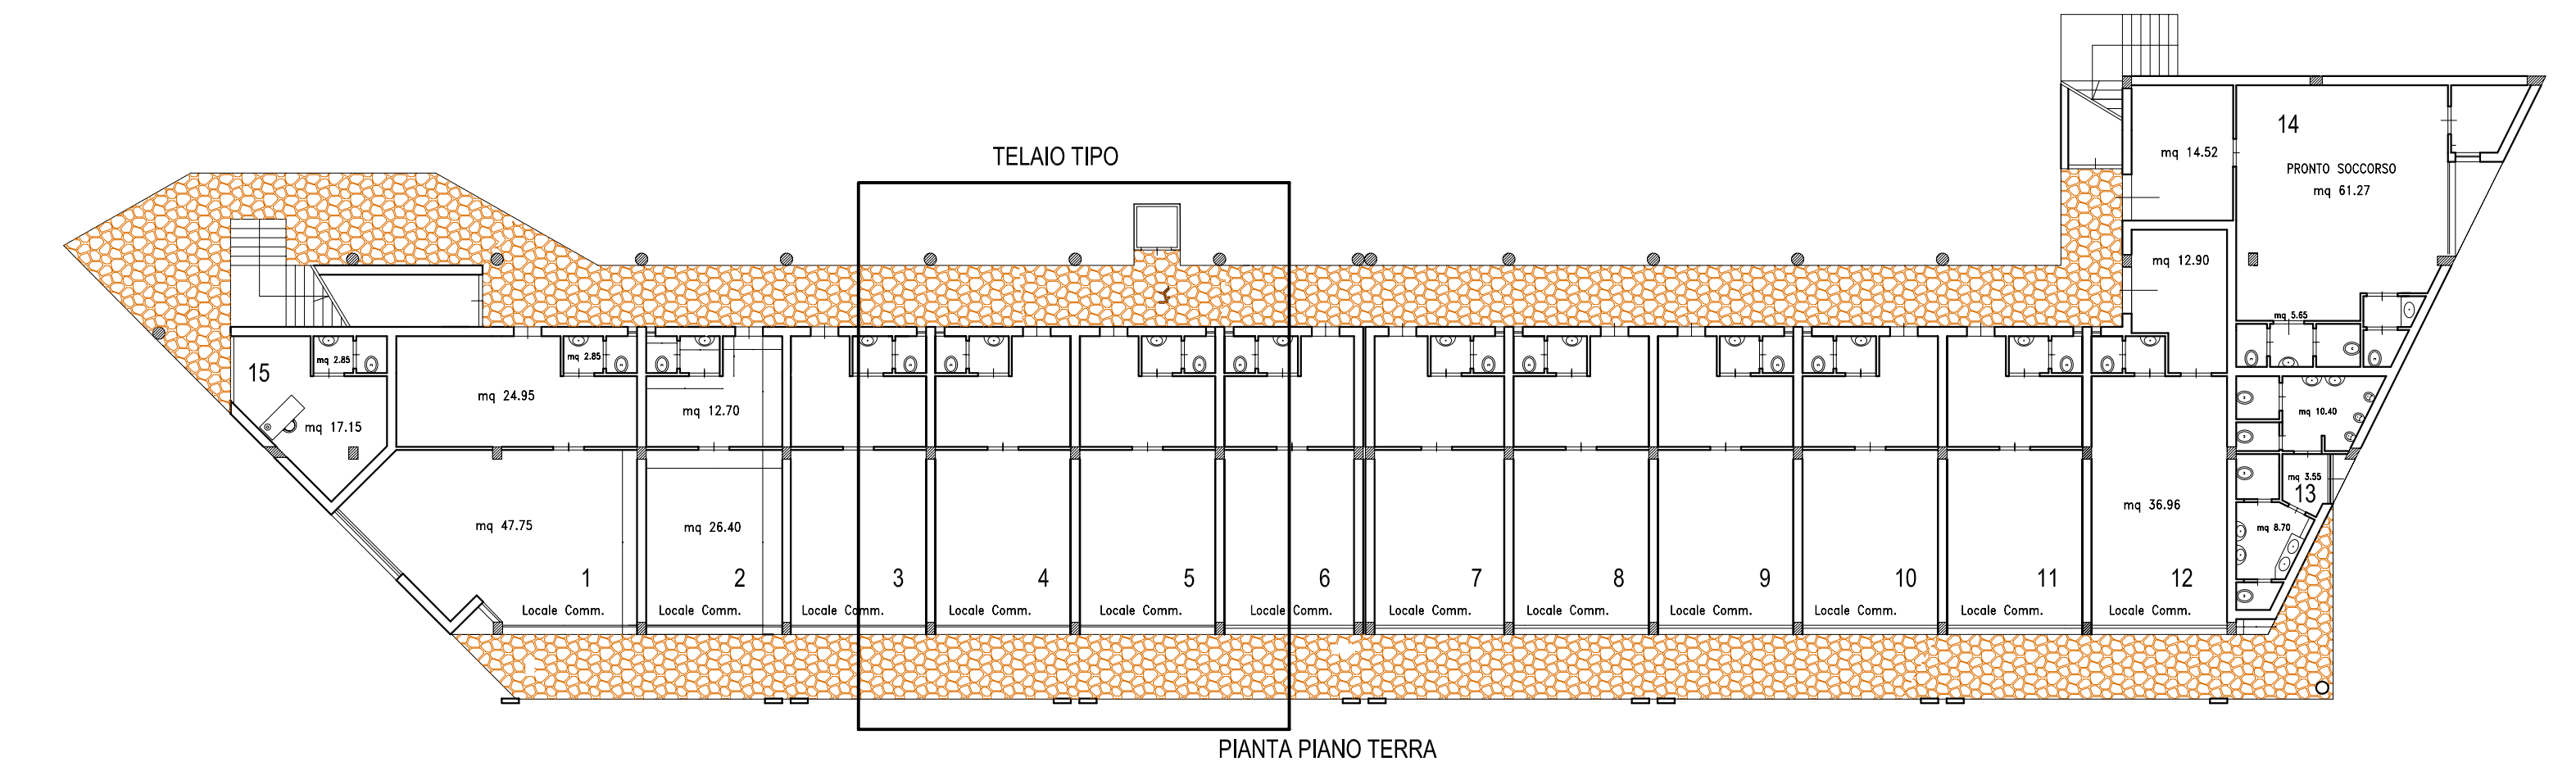 TELAIO TIPO
14
PRONTO SOCCORSO
mq 61.27
mq 14.52
mq 12.90
mq 5.65
15
mq 2.85
mq 17.15
mq 24.95
mq 2.85
mq 12.70
mq 10.40
mq 3.55
13
mq 8.70
mq 47.75
mq 26.40
mq 36.96
1
2
3
4
5
6
7
8
9
10
11
12
Locale Comm.
Locale Comm.
Locale Comm.
Locale Comm.
Locale Comm.
Locale Comm.
Locale Comm.
Locale Comm.
Locale Comm.
Locale Comm.
Locale Comm.
Locale Comm.
PIANTA PIANO TERRA